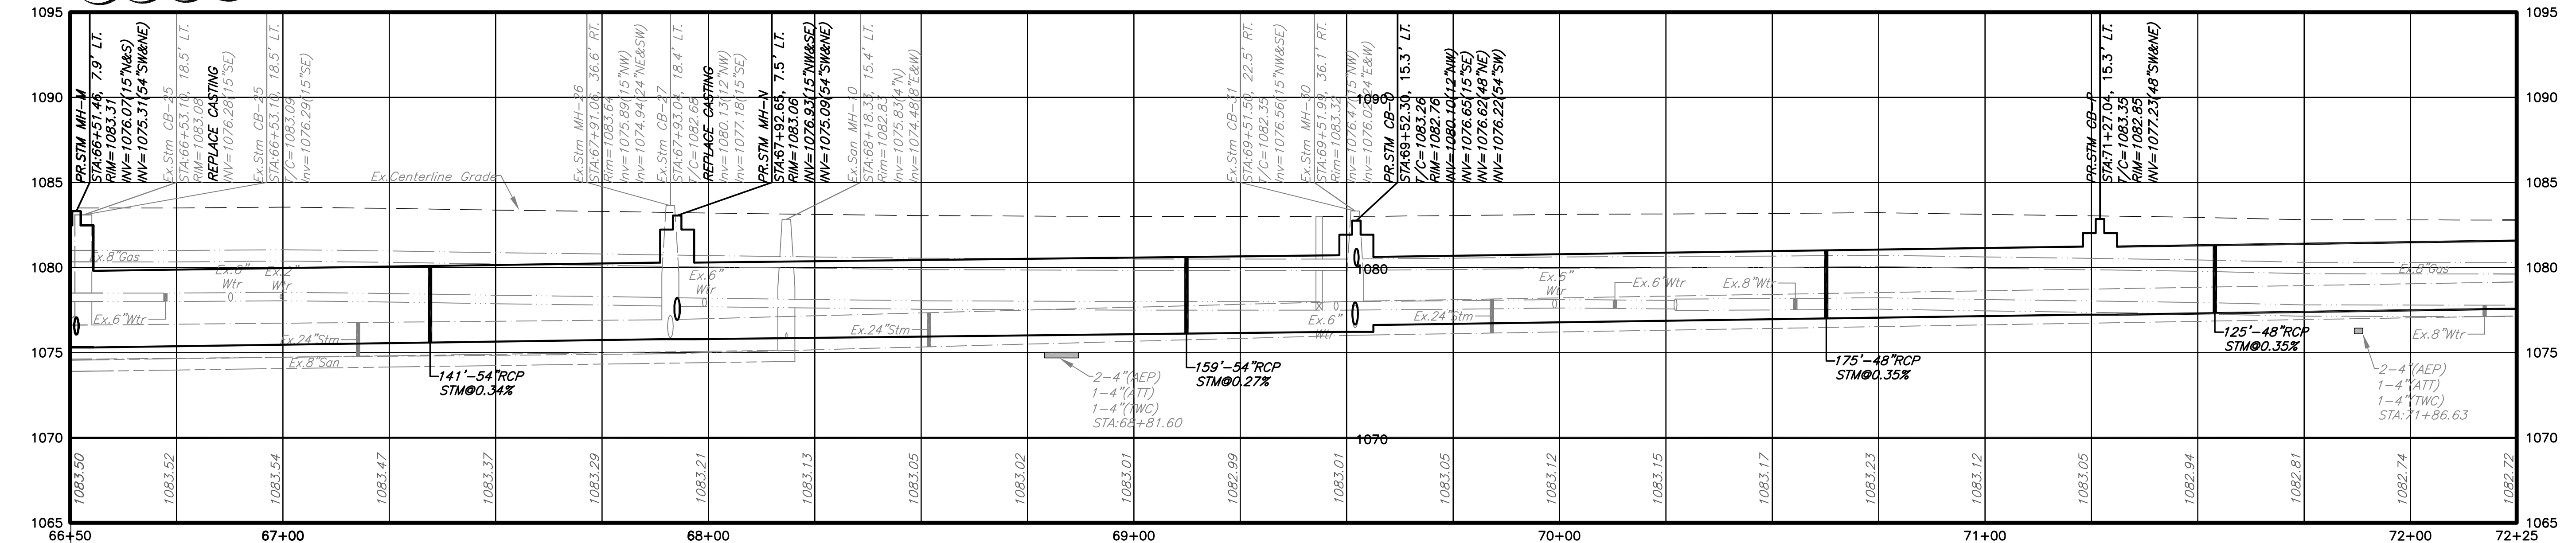 1095
1090
1085
1080
1075
1070
1065
1095
1090
1085
1080
1075
1070
1065
1090
1080
1070
PR.STM MH-M
STA:66+51.46, 7.9' LT.
RIM=1083.31
INV=1076.07(15"N&S)
INV=1075.31(54"SW&NE)
Ex.Stm CB-25
STA:66+53.10, 18.5' LT.
RIM=1083.08
REPLACE CASTING
INV=1076.28(15"SE)
Ex.Stm CB-25
STA:66+53.10, 18.5' LT.
T/C=1083.09
Inv=1076.29(15"SE)
Ex.Centerline Grade
Ex.Stm MH-26
STA:67+91.06, 36.6' RT.
Rim=1083.64
Inv=1075.89(15"NW)
Inv=1074.94(24"NE&SW)
Ex.Stm CB-27
STA:67+93.04, 18.4' LT.
T/C=1082.68
REPLACE CASTING
Inv=1080.13(12"NW)
Inv=1077.18(15"SE)
PR.STM MH-N
STA:67+92.65, 7.5' LT.
RIM=1083.06
INV=1076.93(15"NW&SE)
INV=1075.09(54"SW&NE)
Ex.San MH-10
STA:68+18.33, 15.4' LT.
Rim=1082.83
Inv=1075.83(4"N)
Inv=1074.48(8"E&W)
Ex.Stm CB-31
STA:69+51.50, 22.5' RT.
T/C=1082.35
Inv=1076.56(15"NW&SE)
Ex.Stm MH-30
STA:69+51.99, 36.1' RT.
Rim=1083.32
Inv=1076.47(15"NW)
Inv=1076.02(24"E&W)
PR.STM CB-O
STA:69+52.30, 15.3' LT.
T/C=1083.26
RIM=1082.76
INV=1080.10(12"NW)
INV=1076.65(15"SE)
INV=1076.62(48"NE)
INV=1076.22(54"SW)
PR.STM CB-P
STA:71+27.04, 15.3' LT.
T/C=1083.35
RIM=1082.85
INV=1077.23(48"SW&NE)
Ex.8"Gas
Ex.6"
Wtr
Ex.2"
Wtr
Ex.6"Wtr
Ex.24"Stm
Ex.8"San
Ex.6"
Wtr
Ex.24"Stm
Ex.6"
Wtr
Ex.24"Stm
Ex.6"
Wtr
Ex.6"Wtr
Ex.8"Wtr
Ex.8"Gas
Ex.8"Wtr
141'-54"RCP
STM@0.34%
159'-54"RCP
STM@0.27%
175'-48"RCP
STM@0.35%
125'-48"RCP
STM@0.35%
2-4"(AEP)
1-4"(ATT)
1-4"(TWC)
STA:68+81.60
2-4"(AEP)
1-4"(ATT)
1-4"(TWC)
STA:71+86.63
1083.50
1083.52
1083.54
1083.47
1083.37
1083.29
1083.21
1083.13
1083.05
1083.02
1083.01
1082.99
1083.01
1083.05
1083.12
1083.15
1083.17
1083.23
1083.12
1083.05
1082.94
1082.81
1082.74
1082.72
66+50
67+00
68+00
69+00
70+00
71+00
72+00
72+25